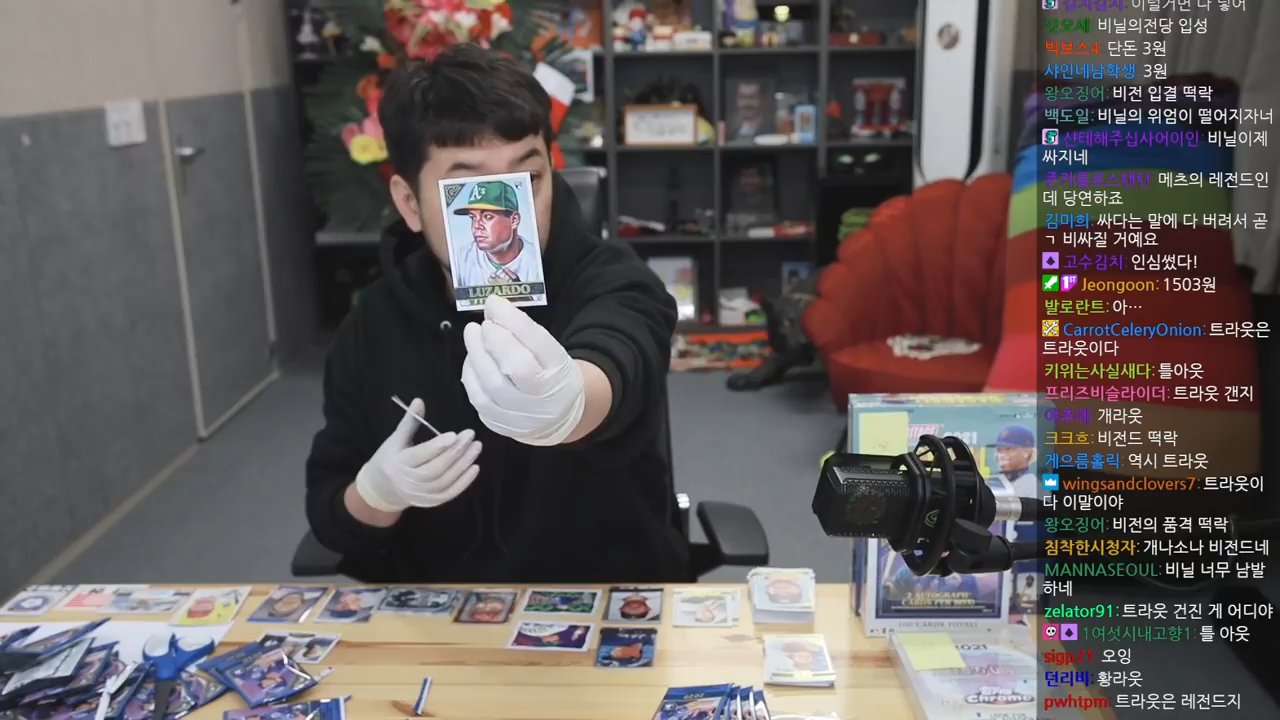 A's
LUZARDO
이럴거면 다 넣어
비닐의전당 입성
빅보스4: 단돈 3원
샤인네남학생: 3원
왕오징어: 비전 입결 떡락
백도일: 비닐의 위엄이 떨어지자너
샨테해주십사어이인: 비닐이제
싸지네
메츠의 레전드인
데 당연하죠
김미희: 싸다는 말에 다 버려서 곧
ㄱ 비싸질 거예요
고수김치: 인심썼다!
Jeongoon: 1503원
발로란트: 아…
CarrotCeleryOnion: 트라웃은
트라웃이다
키위는사실새다: 틀아웃
프리즈비슬라이더: 트라웃 갠지
개라웃
크크흐: 비전드 떡락
게으름홀릭: 역시 트라웃
wingsandclovers7: 트라웃이
다 이말이야
왕오징어: 비전의 품격 떡락
침착한시청자: 개나소나 비전드네
MANNASEOUL: 비닐 너무 남발
하네
zelator91: 트라웃 건진 게 어디야
1여섯시내고향1: 틀 아웃
sigp21: 오잉
던리비: 황라웃
pwhtpm: 트라웃은 레전드지
2021
Chrome